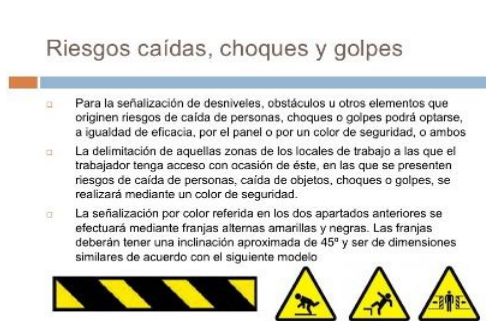 Riesgos caídas, choques y golpes
Para la señalización de desniveles, obstáculos u otros elementos que
originen riesgos de caída de personas, choques o golpes podrá optarse,
a igualdad de eficacia, por el panel o por un color de seguridad, o ambos
La delimitación de aquellas zonas de los locales de trabajo a las que el
trabajador tenga acceso con ocasión de éste, en las que se presenten
riesgos de caída de personas, caída de objetos, choques o golpes, se
realizará mediante un color de seguridad.
La señalización por color referida en los dos apartados anteriores se
efectuará mediante franjas alternas amarillas y negras. Las franjas
deberán tener una inclinación aproximada de 45º y ser de dimensiones
similares de acuerdo con el siguiente modelo